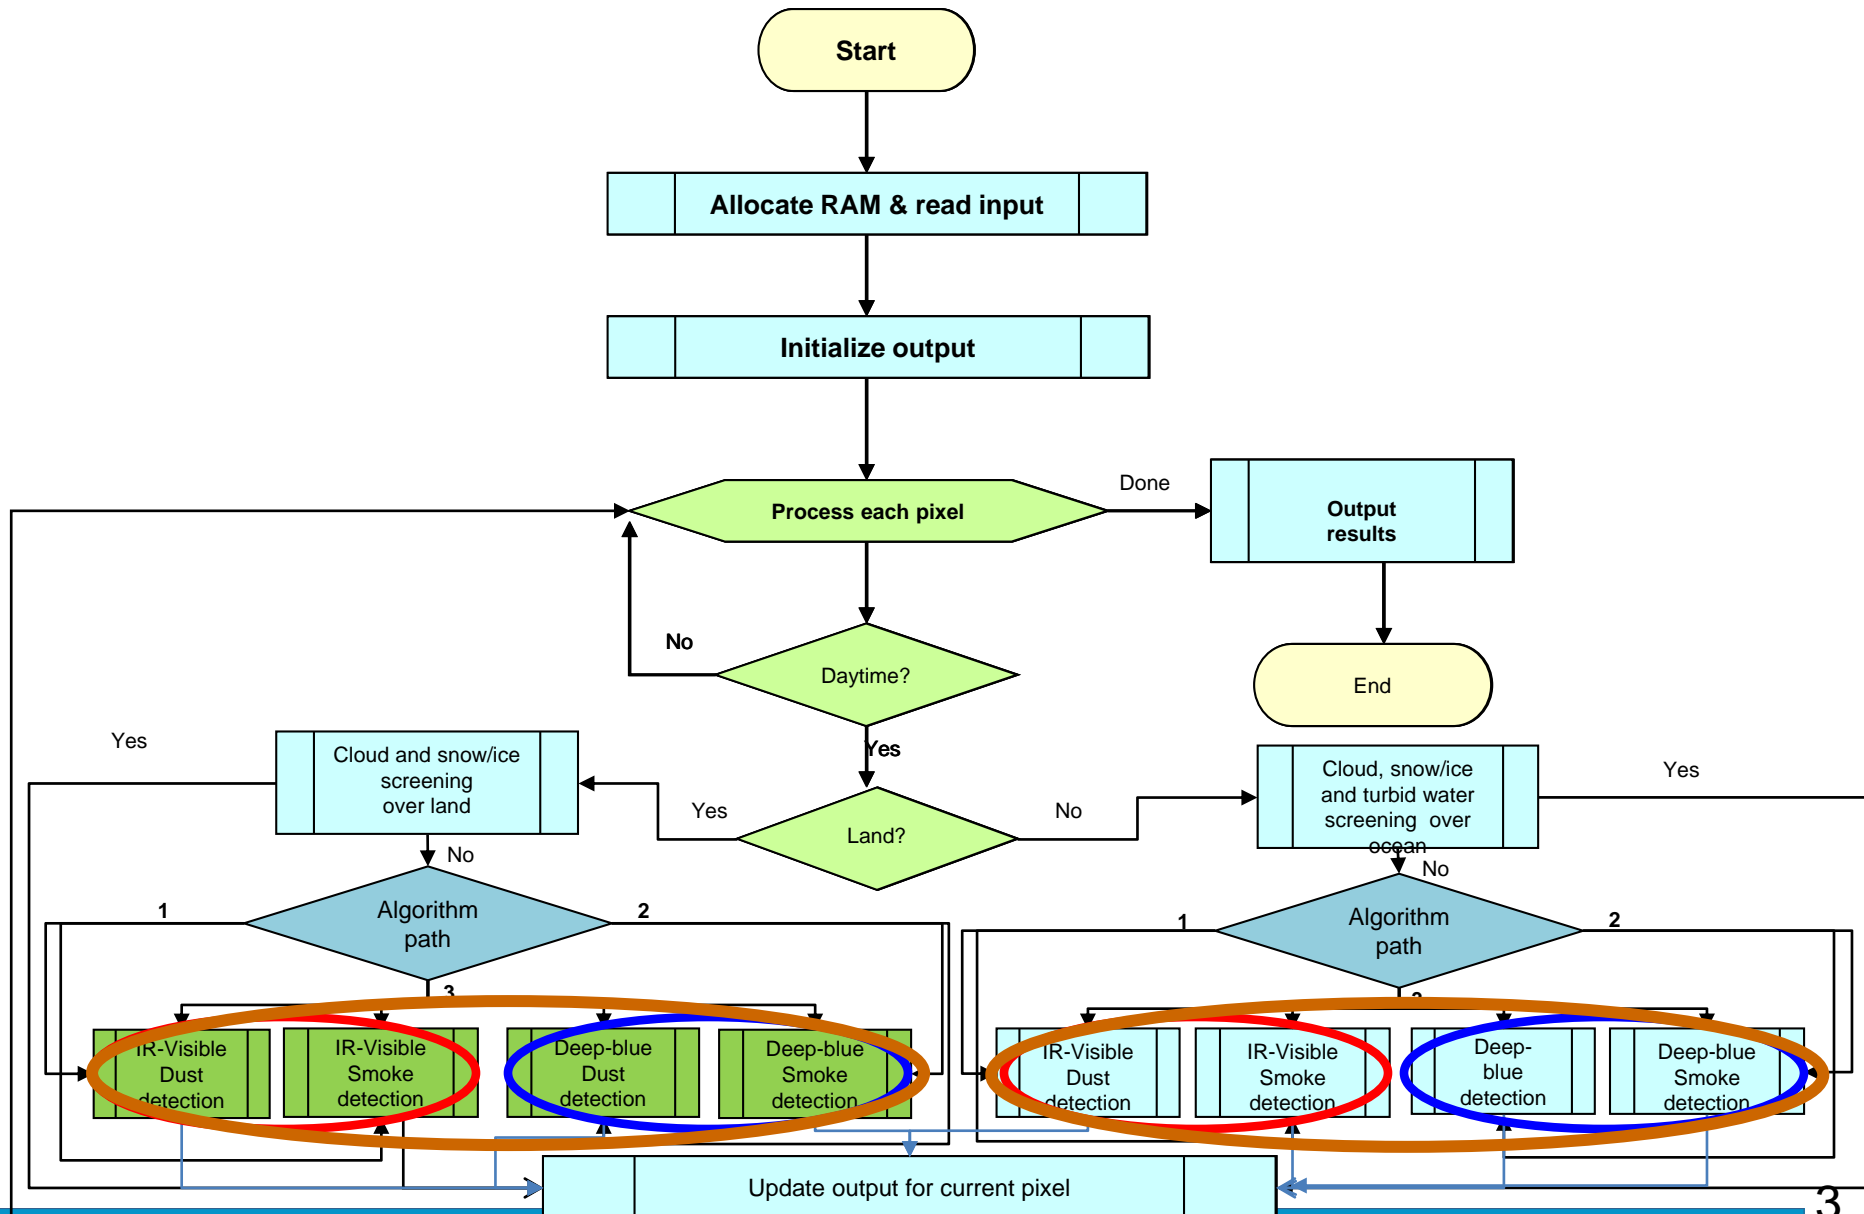 Start
Allocate RAM & read input
Initialize output
Process each pixel
Done
Output
results
No
Daytime?
End
Yes
Yes
Cloud and snow/ice
screening
over land
Yes
Land?
No
Cloud, snow/ice
and turbid water
screening over
ocean
Yes
No
No
1
Algorithm
path
2
3
1
Algorithm
path
2
IR-Visible
Dust
detection
IR-Visible
Smoke
detection
Deep-blue
Dust
detection
Deep-blue
Smoke
detection
IR-Visible
Dust
detection
IR-Visible
Smoke
detection
Deep-
blue
detection
Deep-blue
Smoke
detection
Update output for current pixel
3